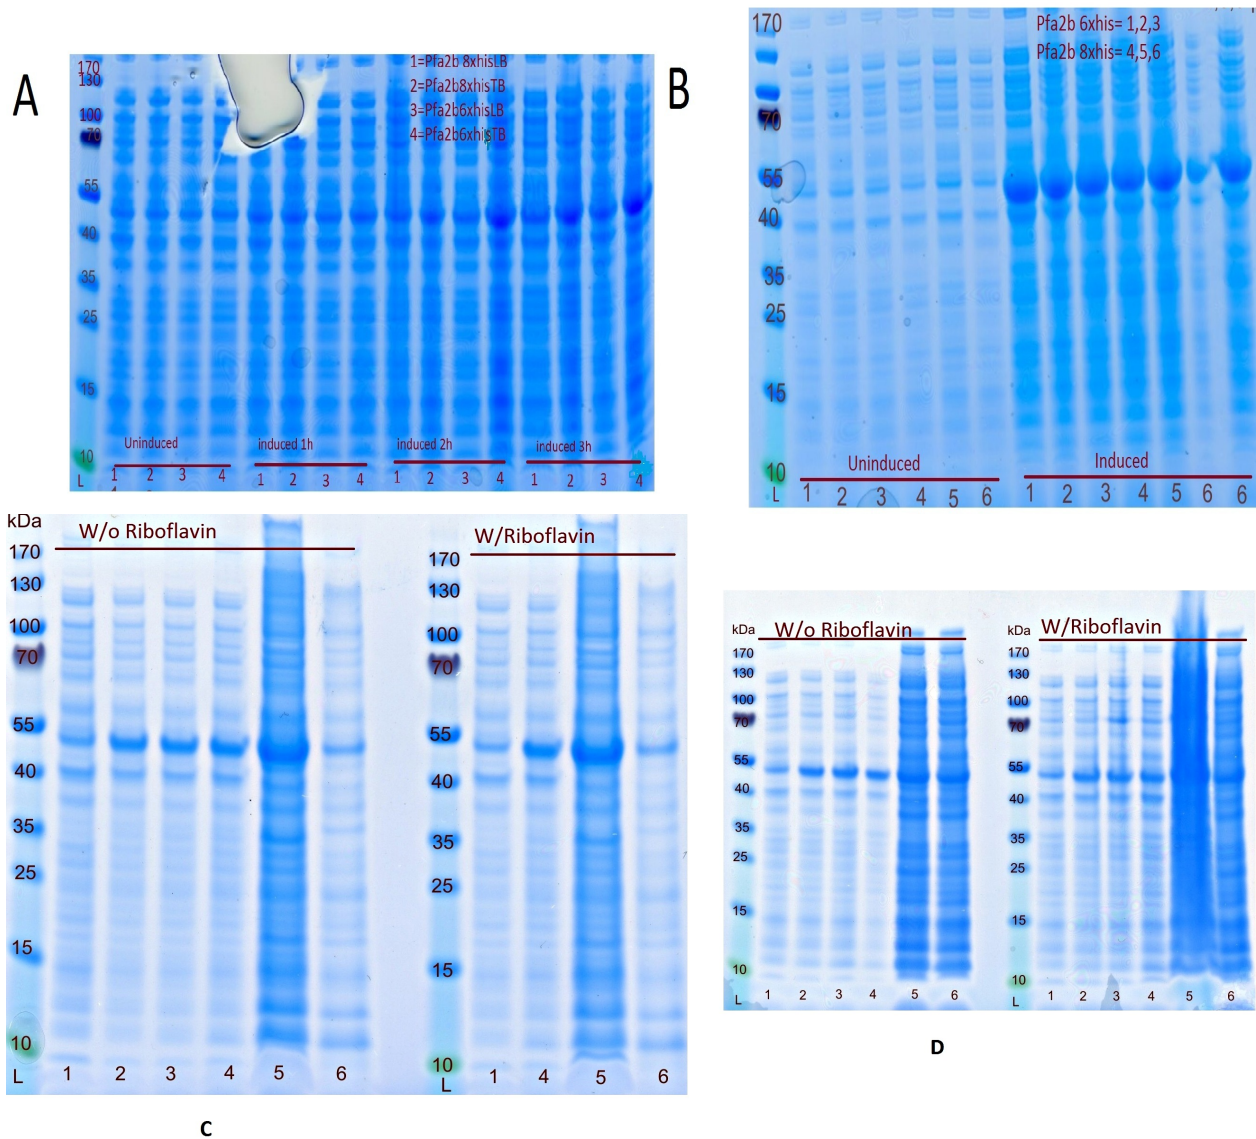 A
170
130
100
70
55
40
35
25
15
10
L
1=Pfa2b 8xhisLB
2=Pfa2b8xhisTB
3=Pfa2b6xhisLB
4=Pfa2b6xhisTB
Uninduced
induced 1h
induced 2h
induced 3h
1 2 3 4 1 2 3 4 1 2 3 4 1 2 3 4
B
170
70
55
40
35
25
15
10
L
Pfa2b 6xhis= 1,2,3
Pfa2b 8xhis= 4,5,6
Uninduced
Induced
1 2 3 4 5 6 1 2 3 4 5 6 6
kDa
W/o Riboflavin
170
130
100
70
55
40
35
25
15
10
L 1 2 3 4 5 6
W/Riboflavin
170
130
100
70
55
40
35
25
15
10
L 1 4 5 6
C
kDa
W/o Riboflavin
170
130
100
70
55
40
35
25
15
10
L 1 2 3 4 5 6
kDa
W/Riboflavin
170
130
100
70
55
40
35
25
15
10
L 1 2 3 4 5 6
D